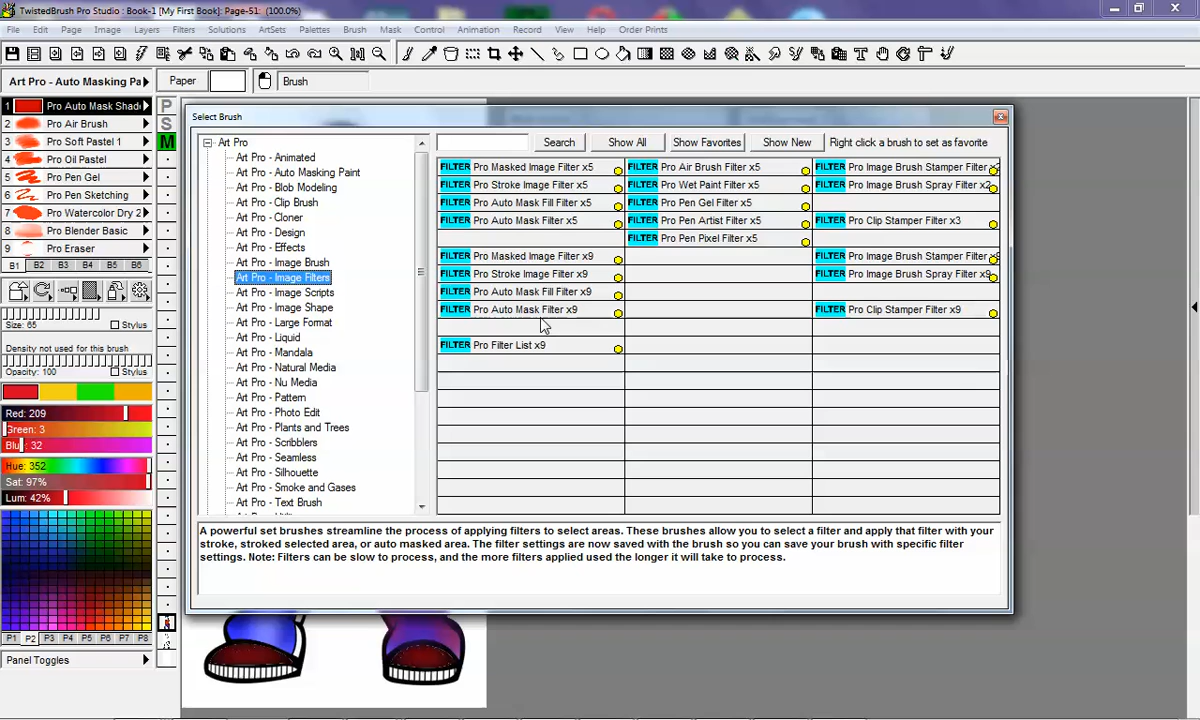 TwistedBrush Pro Studio : Book-1 [My First Book]: Page-51: (100.0%)
File Edit Page Image Layers Filters Solutions ArtSets Palettes Brush Mask Control Animation Record View Help Order Prints
Art Pro - Auto Masking Pa Paper Brush
Select Brush
1 Pro Auto Mask Shade P
2 Pro Air Brush S
3 Pro Soft Pastel 1 M
4 Pro Oil Pastel
5 Pro Pen Gel
6 Pro Pen Sketching
7 Pro Watercolor Dry 2
8 Pro Blender Basic
9 Pro Eraser
B1 B2 B3 B4 B5 B6
Size: 65 Stylus
Density not used for this brush
Opacity: 100 Stylus
Red: 209
Green: 3
Blu: 32
Hue: 352
Sat: 97%
Lum: 42%
P1 P2 P3 P4 P5 P6 P7 P8
Panel Toggles
Art Pro
Art Pro - Animated
Art Pro - Auto Masking Paint
Art Pro - Blob Modeling
Art Pro - Clip Brush
Art Pro - Cloner
Art Pro - Design
Art Pro - Effects
Art Pro - Image Brush
Art Pro - Image Filters
Art Pro - Image Scripts
Art Pro - Image Shape
Art Pro - Large Format
Art Pro - Liquid
Art Pro - Mandala
Art Pro - Natural Media
Art Pro - Nu Media
Art Pro - Pattern
Art Pro - Photo Edit
Art Pro - Plants and Trees
Art Pro - Scribblers
Art Pro - Seamless
Art Pro - Silhouette
Art Pro - Smoke and Gases
Art Pro - Text Brush
Search Show All Show Favorites Show New Right click a brush to set as favorite
FILTER Pro Masked Image Filter x5 FILTER Pro Air Brush Filter x5 FILTER Pro Image Brush Stamper Filter x2
FILTER Pro Stroke Image Filter x5 FILTER Pro Wet Paint Filter x5 FILTER Pro Image Brush Spray Filter x2
FILTER Pro Auto Mask Fill Filter x5 FILTER Pro Pen Gel Filter x5
FILTER Pro Auto Mask Filter x5 FILTER Pro Pen Artist Filter x5 FILTER Pro Clip Stamper Filter x3
FILTER Pro Pen Pixel Filter x5
FILTER Pro Masked Image Filter x9 FILTER Pro Image Brush Stamper Filter x9
FILTER Pro Stroke Image Filter x9 FILTER Pro Image Brush Spray Filter x9
FILTER Pro Auto Mask Fill Filter x9
FILTER Pro Auto Mask Filter x9 FILTER Pro Clip Stamper Filter x9
FILTER Pro Filter List x9
A powerful set brushes streamline the process of applying filters to select areas. These brushes allow you to select a filter and apply that filter with your
stroke, stroked selected area, or auto masked area. The filter settings are now saved with the brush so you can save your brush with specific filter
settings. Note: Filters can be slow to process, and the more filters applied used the longer it will take to process.